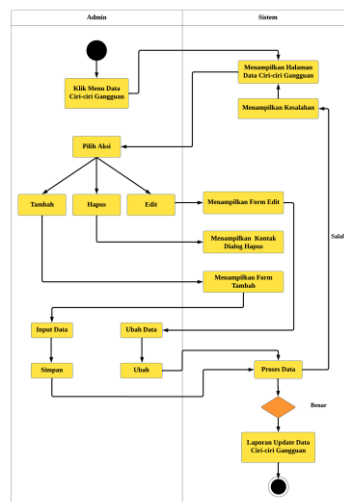 Admin
Sistem
Klik Menu Data
Ciri-ciri Gangguan
Menampilkan Halaman
Data Ciri-ciri Gangguan
Menampilkan Kesalahan
Pilih Aksi
Tambah
Hapus
Edit
Menampilkan Form Edit
Menampilkan Kontak
Dialog Hapus
Salah
Menampilkan Form
Tambah
Input Data
Ubah Data
Simpan
Ubah
Proses Data
Benar
Laporan Update Data
Ciri-ciri Gangguan